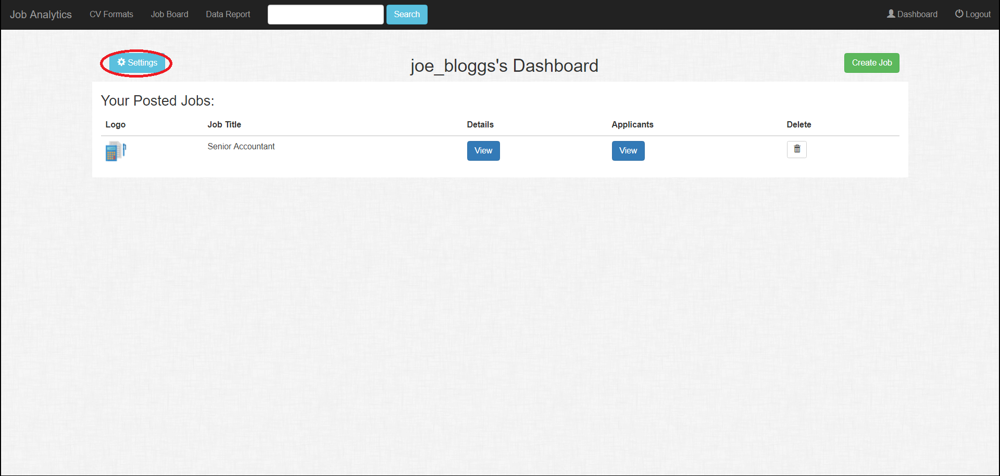 Job Analytics CV Formats Job Board Data Report Search Dashboard Logout
Settings joe_bloggs's Dashboard Create Job
Your Posted Jobs:
Logo Job Title Details Applicants Delete
Senior Accountant View View